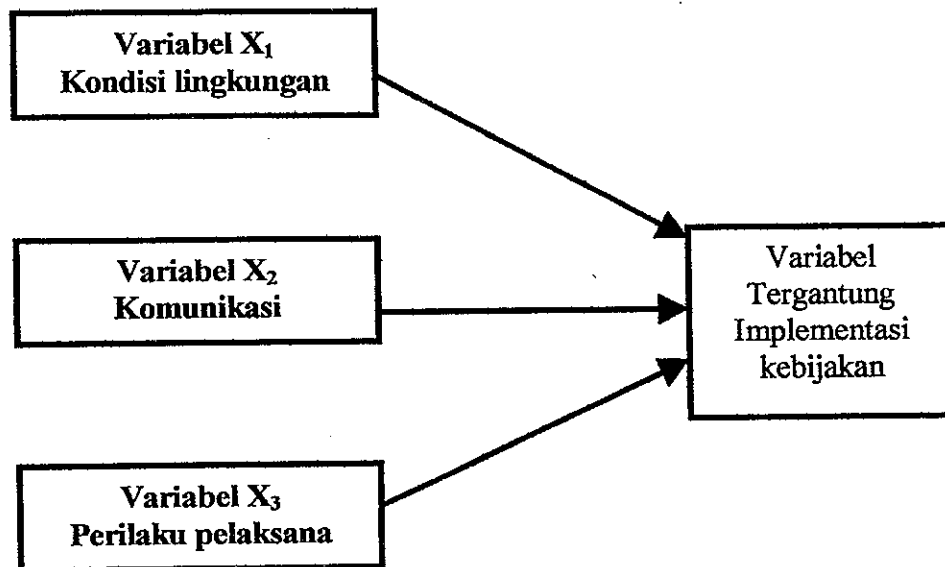 Variabel X₁
Kondisi lingkungan
Variabel X₂
Komunikasi
Variabel X₃
Perilaku pelaksana
Variabel
Tergantung
Implementasi
kebijakan